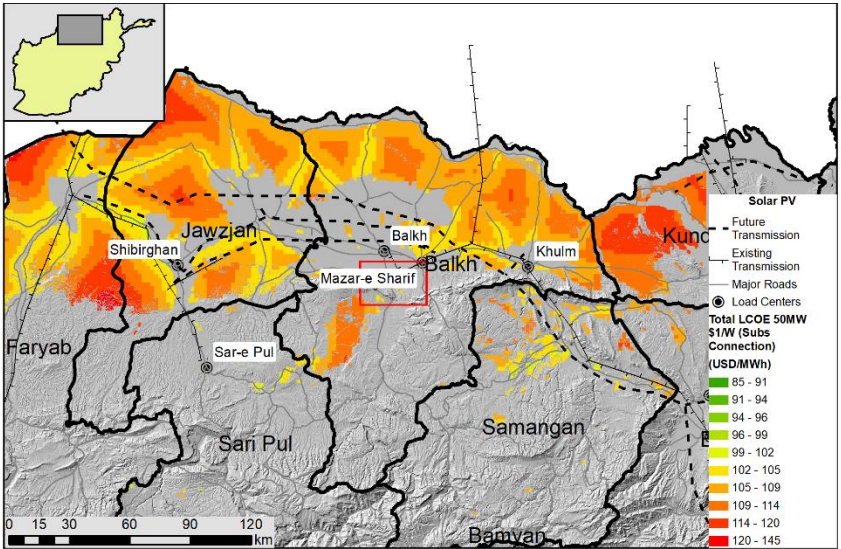 Jawzjan
Shibirghan
Balkh
Balkh
Khulm
Mazar-e Sharif
Faryab
Sar-e Pul
Sari Pul
Samangan
Bamyan
Kund
Solar PV
Future
Transmission
Existing
Transmission
Major Roads
Load Centers
Total LCOE 50MW
$1/W (Subs
Connection)
(USD/MWh)
85 - 91
91 - 94
94 - 96
96 - 99
99 - 102
102 - 105
105 - 109
109 - 114
114 - 120
120 - 145
0 15 30 60 90 120
km